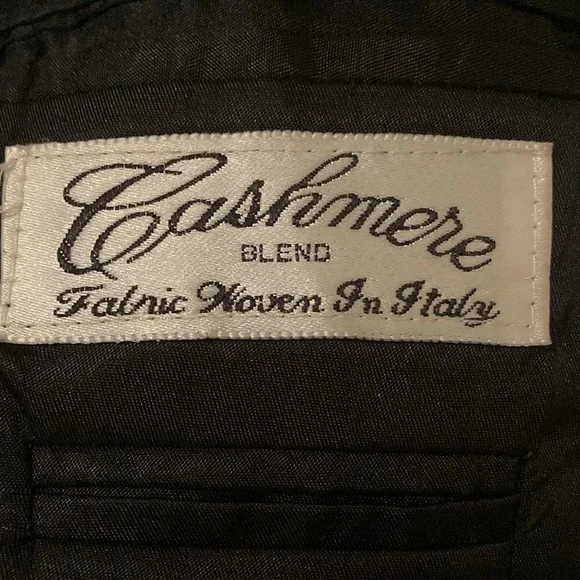 Cashmere
BLEND
Fabric Woven In Italy